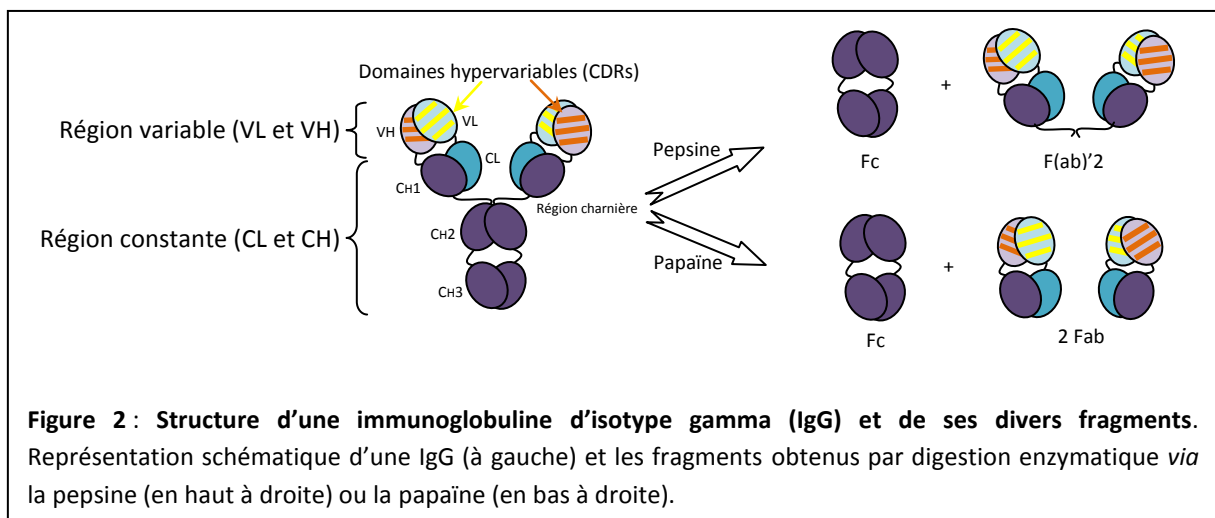 Domaines hypervariables (CDRs)
Région variable (VL et VH)
VH
VL
CL
CH1
Région charnière
Région constante (CL et CH)
CH2
CH3
Pepsine
Papaïne
Fc
+
F(ab)’2
Fc
+
2 Fab
Figure 2 : Structure d’une immunoglobuline d’isotype gamma (IgG) et de ses divers fragments.
Représentation schématique d’une IgG (à gauche) et les fragments obtenus par digestion enzymatique via
la pepsine (en haut à droite) ou la papaïne (en bas à droite).